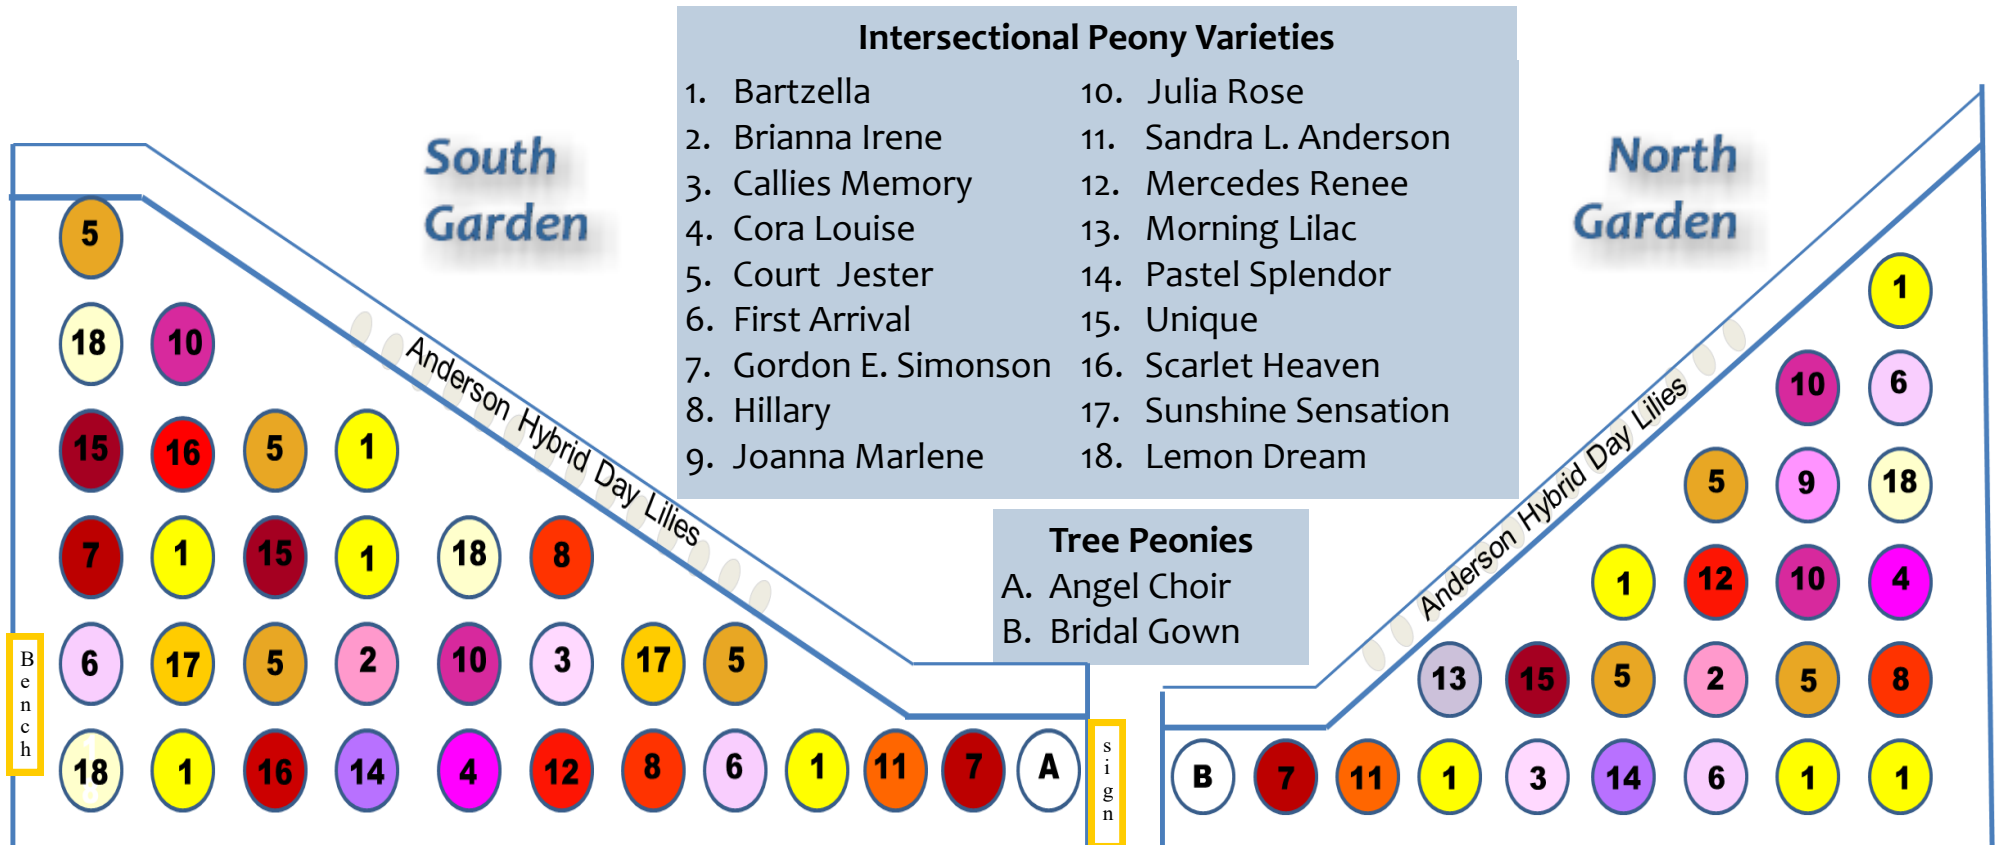 Intersectional Peony Varieties
1. Bartzella
2. Brianna Irene
3. Callies Memory
4. Cora Louise
5. Court Jester
6. First Arrival
7. Gordon E. Simonson
8. Hillary
9. Joanna Marlene
10. Julia Rose
11. Sandra L. Anderson
12. Mercedes Renee
13. Morning Lilac
14. Pastel Splendor
15. Unique
16. Scarlet Heaven
17. Sunshine Sensation
18. Lemon Dream
Tree Peonies
A. Angel Choir
B. Bridal Gown
South
Garden
Anderson Hybrid Day Lilies
5
18 10
15 16 5 1
7 1 15 1 18 8
6 17 5 2 10 3 17 5
18 1 16 14 4 12 8 6 1 11 7 A
Bench
sign
North
Garden
Anderson Hybrid Day Lilies
1
10 6
5 9 18
1 12 10 4
13 15 5 2 5 8
B 7 11 1 3 14 6 1 1